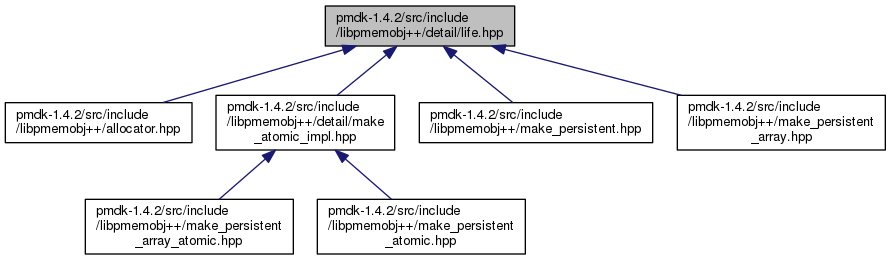 pmdk-1.4.2/src/include
/libpmemobj++/detail/life.hpp
pmdk-1.4.2/src/include
/libpmemobj++/allocator.hpp
pmdk-1.4.2/src/include
/libpmemobj++/detail/make
_atomic_impl.hpp
pmdk-1.4.2/src/include
/libpmemobj++/make_persistent.hpp
pmdk-1.4.2/src/include
/libpmemobj++/make_persistent
_array.hpp
pmdk-1.4.2/src/include
/libpmemobj++/make_persistent
_array_atomic.hpp
pmdk-1.4.2/src/include
/libpmemobj++/make_persistent
_atomic.hpp